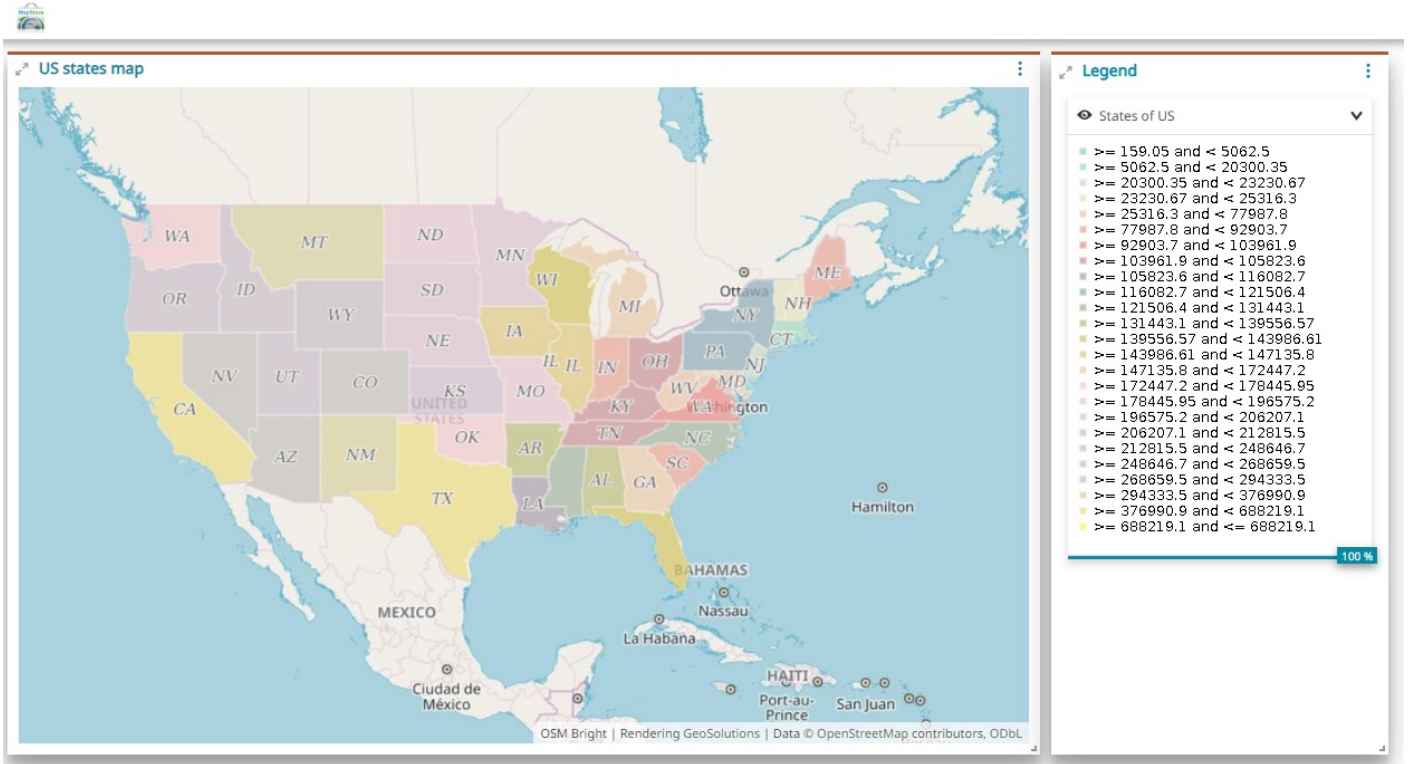 MapStore
US states map
Legend
States of US
>= 159.05 and < 5062.5
>= 5062.5 and < 20300.35
>= 20300.35 and < 23230.67
>= 23230.67 and < 25316.3
>= 25316.3 and < 77987.8
>= 77987.8 and < 92903.7
>= 92903.7 and < 103961.9
>= 103961.9 and < 105823.6
>= 105823.6 and < 116082.7
>= 116082.7 and < 121506.4
>= 121506.4 and < 131443.1
>= 131443.1 and < 139556.57
>= 139556.57 and < 143986.61
>= 143986.61 and < 147135.8
>= 147135.8 and < 172447.2
>= 172447.2 and < 178445.95
>= 178445.95 and < 196575.2
>= 196575.2 and < 206207.1
>= 206207.1 and < 212815.5
>= 212815.5 and < 248646.7
>= 248646.7 and < 268659.5
>= 268659.5 and < 294333.5
>= 294333.5 and < 376990.9
>= 376990.9 and < 688219.1
>= 688219.1 and <= 688219.1
100 %
WA
MT
ND
MN
OR
ID
SD
WY
WI
MI
Ottawa
NY
NH
ME
NV
UT
CO
NE
IA
IL
IL
IN
OH
PA
CT
NJ
CA
UNITED
STATES
KS
MO
KY
WV
MD
VA
Washington
AZ
NM
OK
AR
TN
NC
SC
TX
LA
AL
GA
Hamilton
BAHAMAS
Nassau
MEXICO
La Habana
HAITI
Ciudad de
México
Port-au-
Prince
San Juan
OSM Bright | Rendering GeoSolutions | Data © OpenStreetMap contributors, ODbL